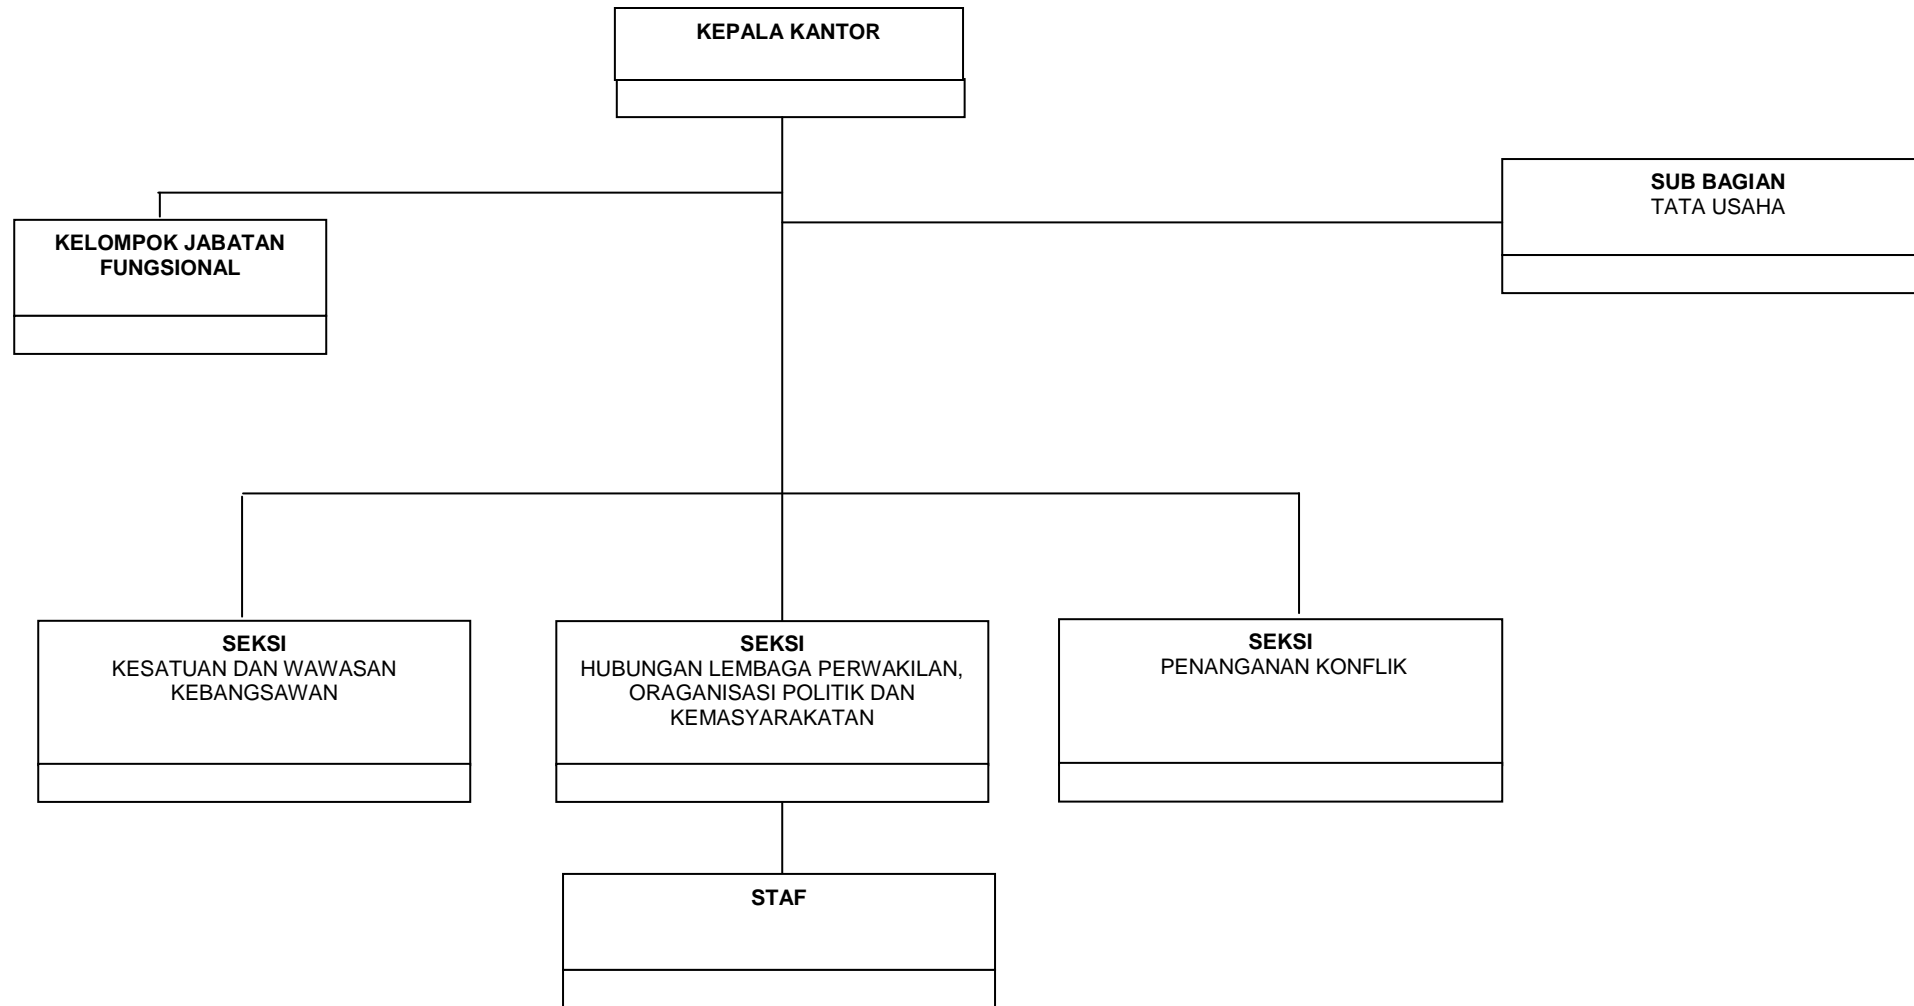 KEPALA KANTOR
SUB BAGIAN
TATA USAHA
KELOMPOK JABATAN
FUNGSIONAL
SEKSI
KESATUAN DAN WAWASAN
KEBANGSAWAN
SEKSI
HUBUNGAN LEMBAGA PERWAKILAN,
ORAGANISASI POLITIK DAN
KEMASYARAKATAN
SEKSI
PENANGANAN KONFLIK
STAF